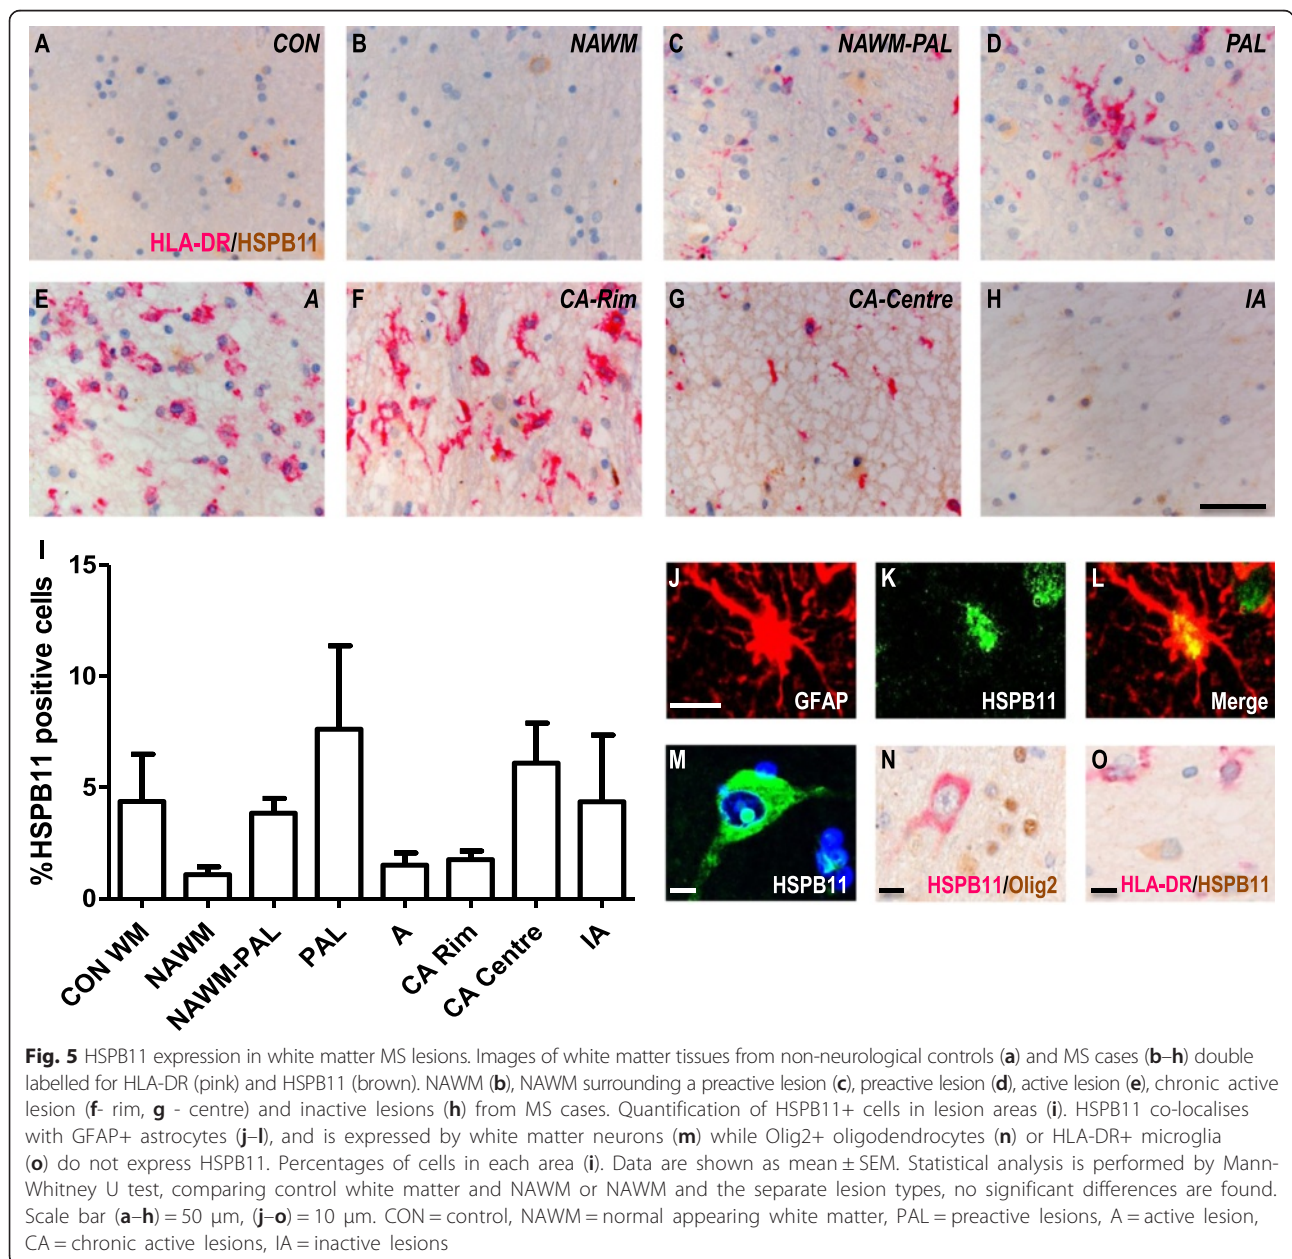 A CON
B NAWM
C NAWM-PAL
D PAL
HLA-DR/HSPB11
E A
F CA-Rim
G CA-Centre
H IA
I
%HSPB11 positive cells
15
10
5
0
CON WM
NAWM
NAWM-PAL
PAL
A
CA Rim
CA Centre
IA
J GFAP
K HSPB11
L Merge
M HSPB11
N HSPB11/Olig2
O HLA-DR/HSPB11
Fig. 5 HSPB11 expression in white matter MS lesions. Images of white matter tissues from non-neurological controls (a) and MS cases (b–h) double
labelled for HLA-DR (pink) and HSPB11 (brown). NAWM (b), NAWM surrounding a preactive lesion (c), preactive lesion (d), active lesion (e), chronic active
lesion (f- rim, g - centre) and inactive lesions (h) from MS cases. Quantification of HSPB11+ cells in lesion areas (i). HSPB11 co-localises
with GFAP+ astrocytes (j–l), and is expressed by white matter neurons (m) while Olig2+ oligodendrocytes (n) or HLA-DR+ microglia
(o) do not express HSPB11. Percentages of cells in each area (i). Data are shown as mean ± SEM. Statistical analysis is performed by Mann-
Whitney U test, comparing control white matter and NAWM or NAWM and the separate lesion types, no significant differences are found.
Scale bar (a–h) = 50 μm, (j–o) = 10 μm. CON = control, NAWM = normal appearing white matter, PAL = preactive lesions, A = active lesion,
CA = chronic active lesions, IA = inactive lesions